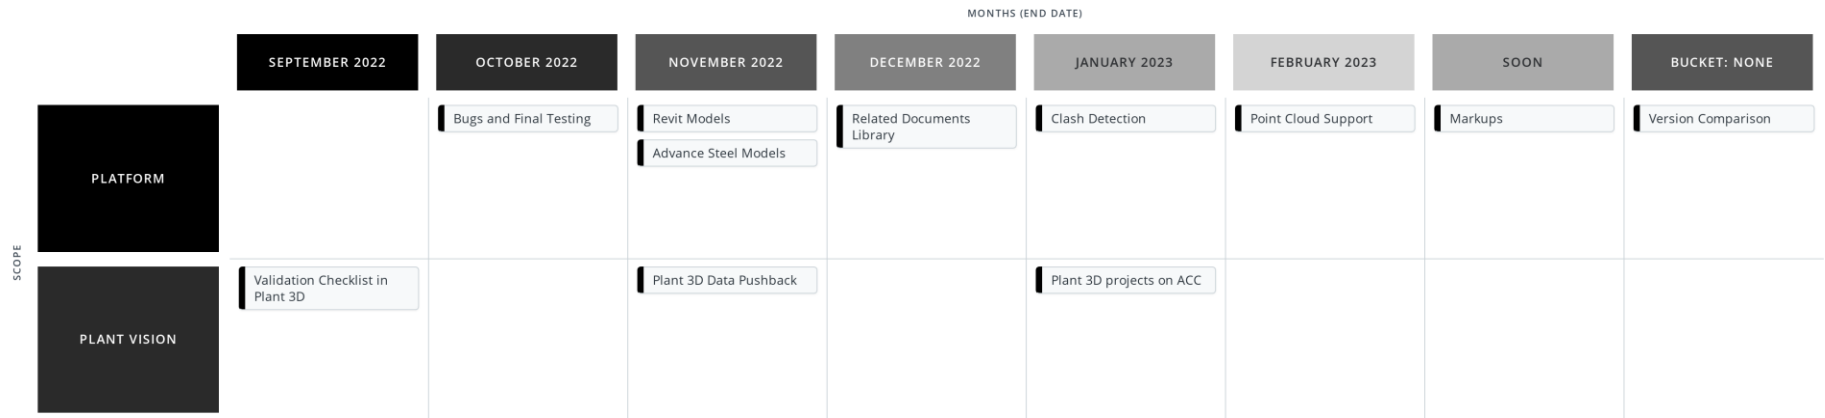 MONTHS (END DATE)
SEPTEMBER 2022
OCTOBER 2022
NOVEMBER 2022
DECEMBER 2022
JANUARY 2023
FEBRUARY 2023
SOON
BUCKET: NONE
SCOPE
PLATFORM
Bugs and Final Testing
Revit Models
Advance Steel Models
Related Documents
Library
Clash Detection
Point Cloud Support
Markups
Version Comparison
PLANT VISION
Validation Checklist in
Plant 3D
Plant 3D Data Pushback
Plant 3D projects on ACC